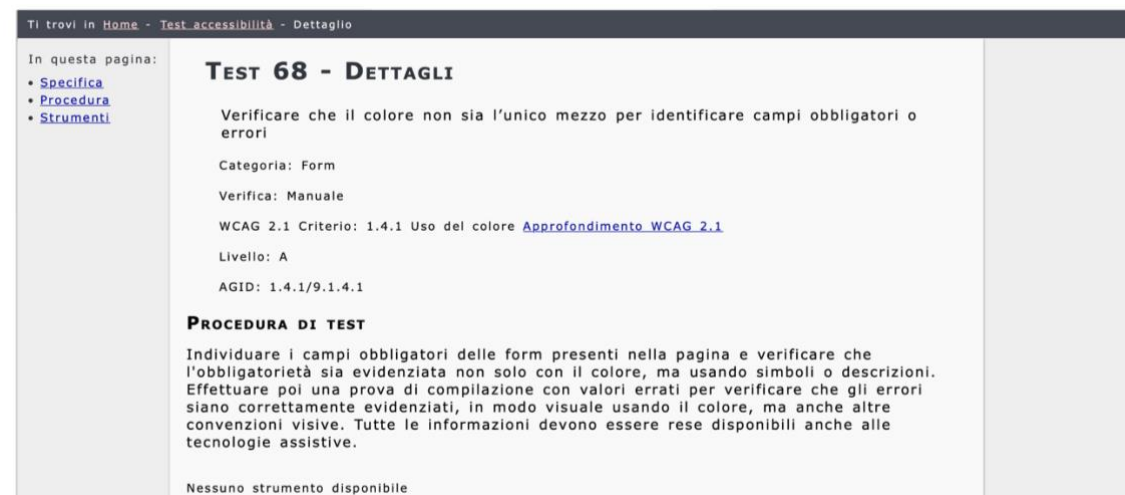 Ti trovi in Home - Test accessibilità - Dettaglio
In questa pagina:
• Specifica
• Procedura
• Strumenti
Test 68 - Dettagli
Verificare che il colore non sia l’unico mezzo per identificare campi obbligatori o
errori
Categoria: Form
Verifica: Manuale
WCAG 2.1 Criterio: 1.4.1 Uso del colore Approfondimento WCAG 2.1
Livello: A
AGID: 1.4.1/9.1.4.1
Procedura di test
Individuare i campi obbligatori delle form presenti nella pagina e verificare che
l'obbligatorietà sia evidenziata non solo con il colore, ma usando simboli o descrizioni.
Effettuare poi una prova di compilazione con valori errati per verificare che gli errori
siano correttamente evidenziati, in modo visuale usando il colore, ma anche altre
convenzioni visive. Tutte le informazioni devono essere rese disponibili anche alle
tecnologie assistive.
Nessuno strumento disponibile